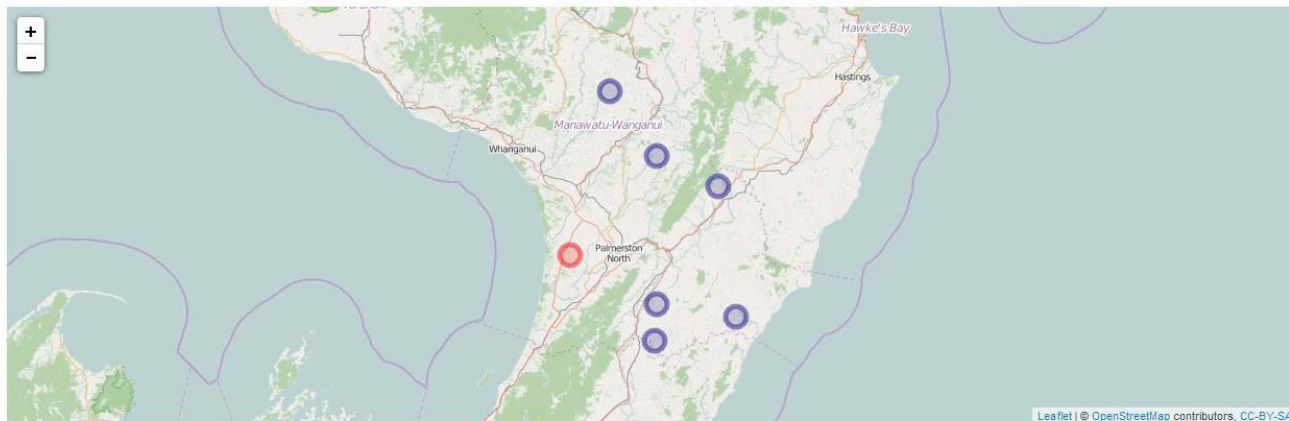 +
−
Hawke's Bay
Hastings
Manawatu-Wanganui
Whanganui
Palmerston
North
Leaflet | © OpenStreetMap contributors, CC-BY-SA